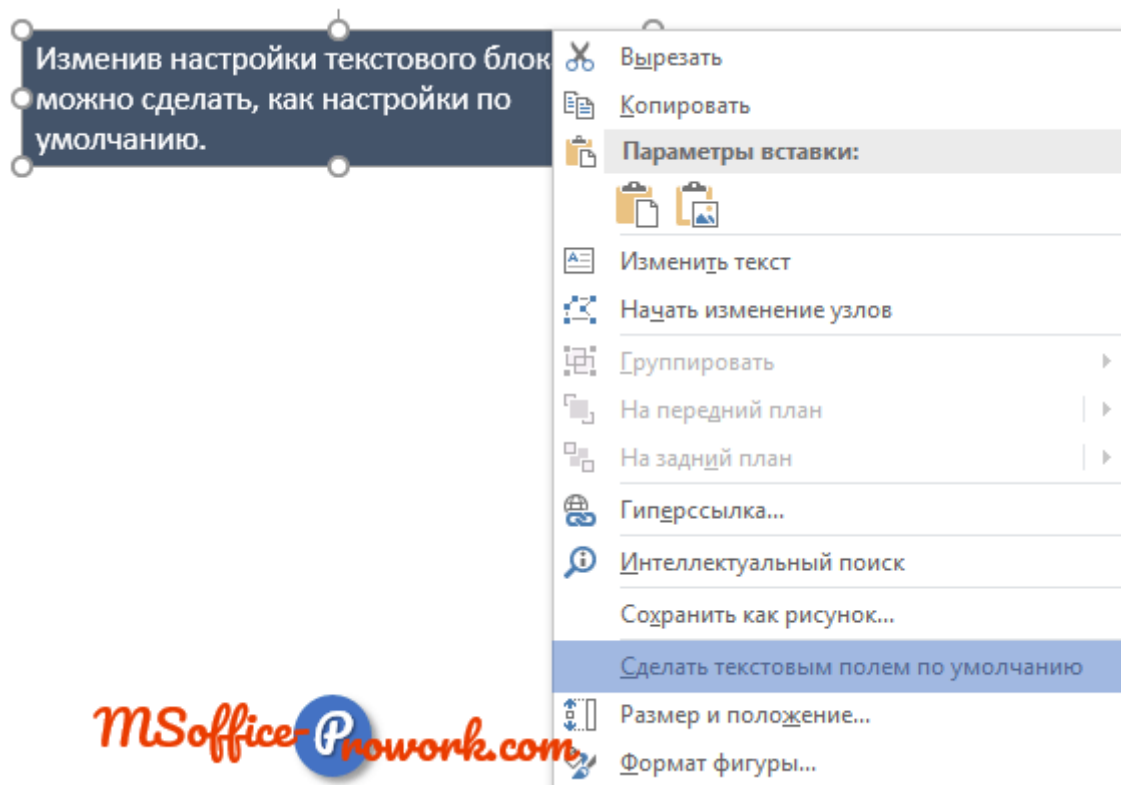 Изменив настройки текстового блок
можно сделать, как настройки по
умолчанию.
Вырезать
Копировать
Параметры вставки:
Изменить текст
Начать изменение узлов
Группировать
На передний план
На задний план
Гиперссылка...
Интеллектуальный поиск
Сохранить как рисунок...
Сделать текстовым полем по умолчанию
Размер и положение...
Формат фигуры...
MSoffice-Prowork.com